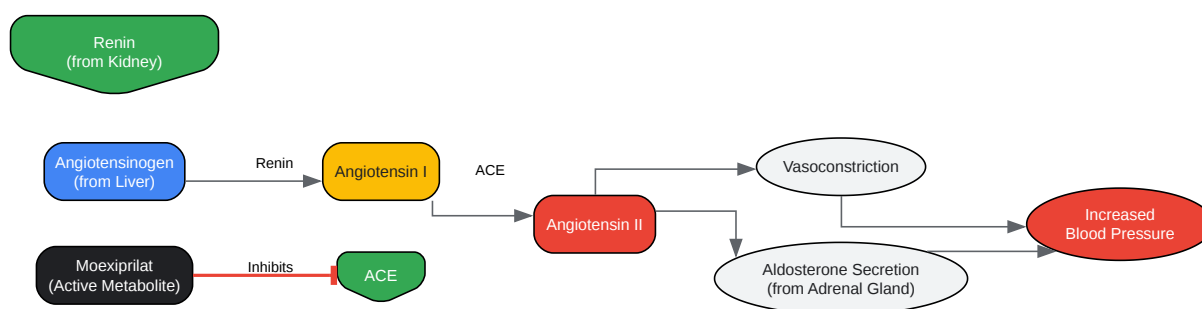 Renin
(from Kidney)
Angiotensinogen
(from Liver)
Renin
Angiotensin I
ACE
Angiotensin II
Vasoconstriction
Increased
Blood Pressure
Moexiprilat
(Active Metabolite)
Inhibits
ACE
Aldosterone Secretion
(from Adrenal Gland)